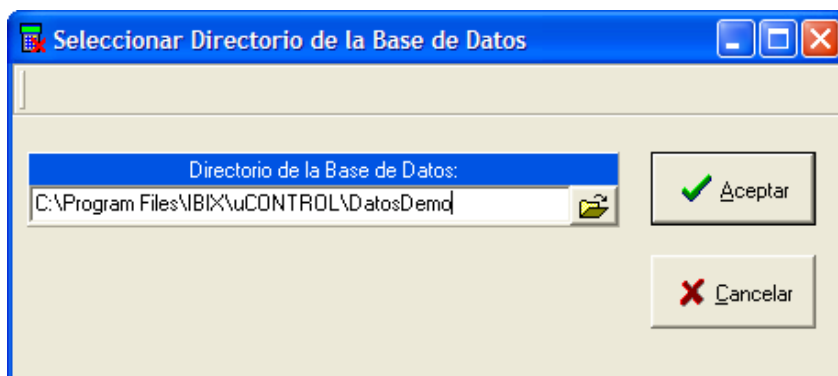 Seleccionar Directorio de la Base de Datos
Directorio de la Base de Datos:
C:\Program Files\IBIX\uCONTROL\DatosDemo
Aceptar
Cancelar